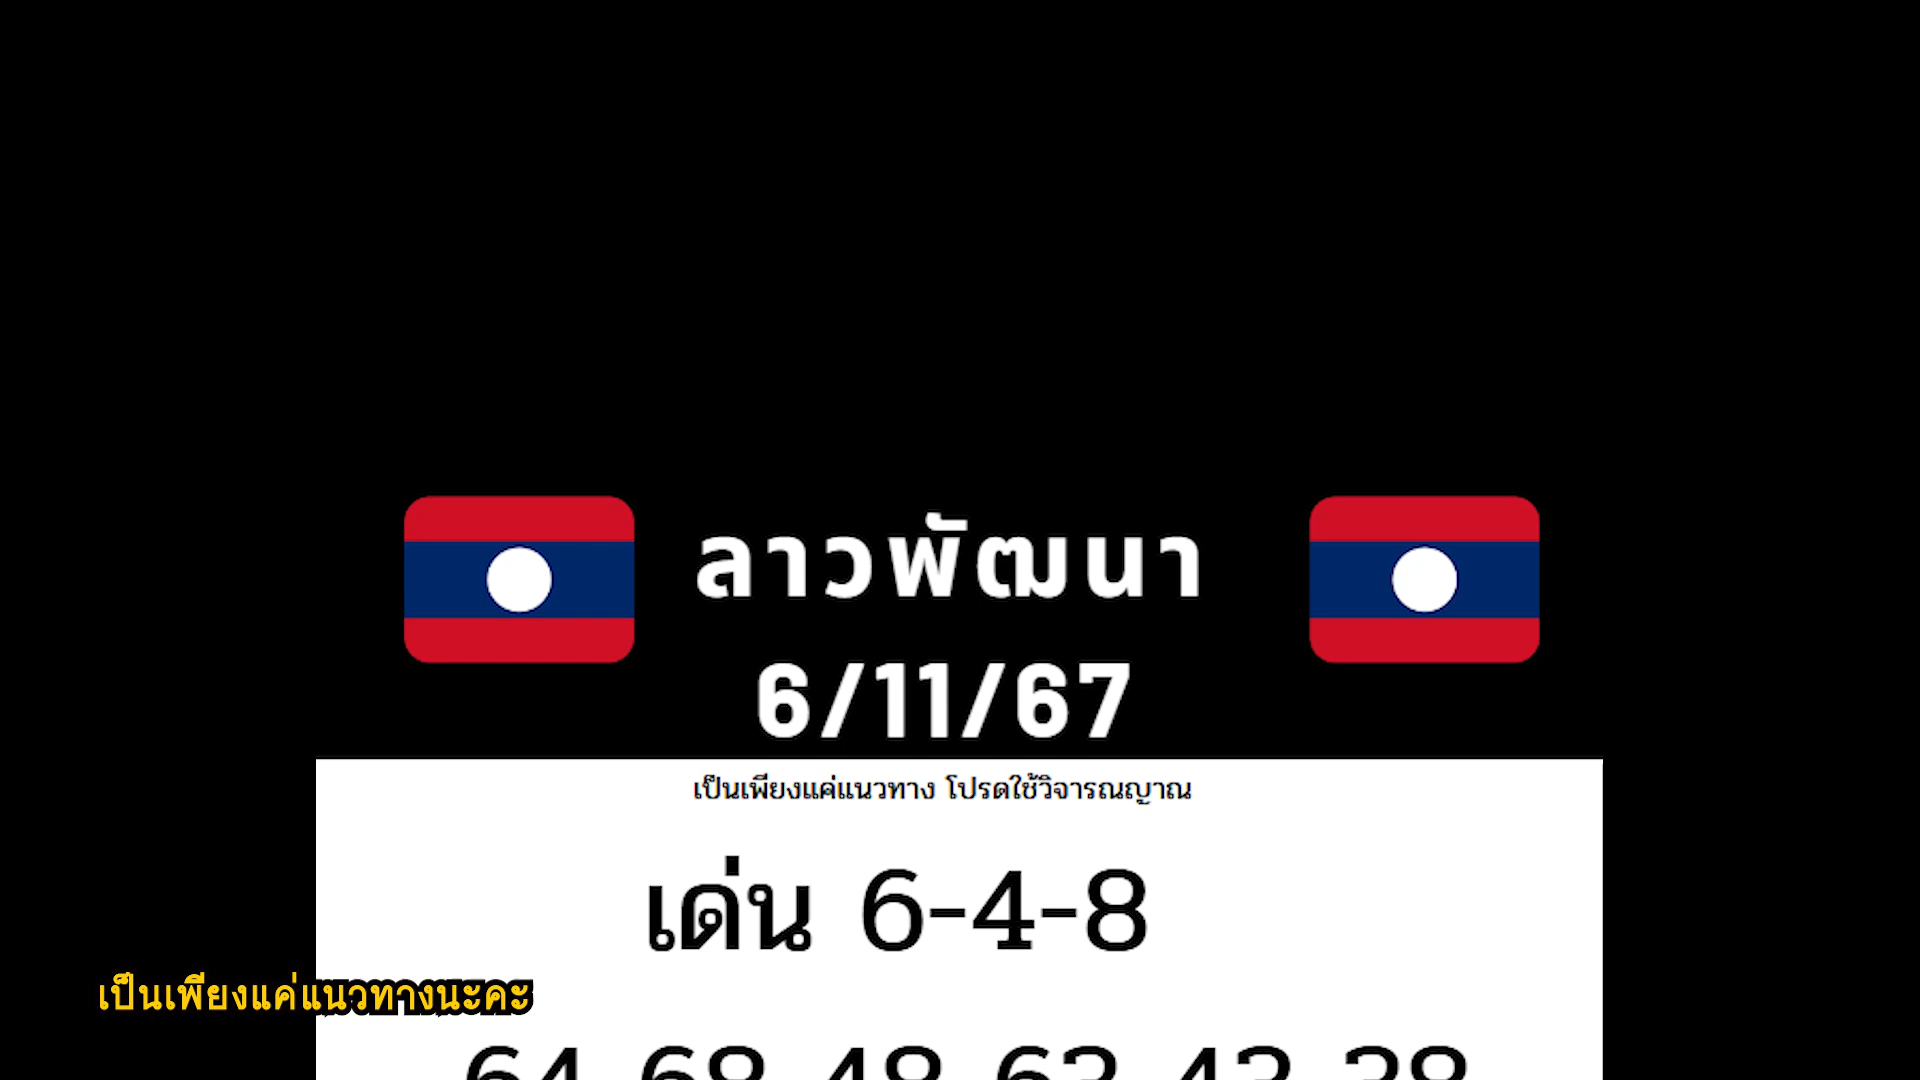 ลาวพัฒนา
6/11/67
เป็นเพียงแค่แนวทาง โปรดใช้วิจารณญาณ
เด่น 6-4-8
เป็นเพียงแค่แนวทางนะคะ